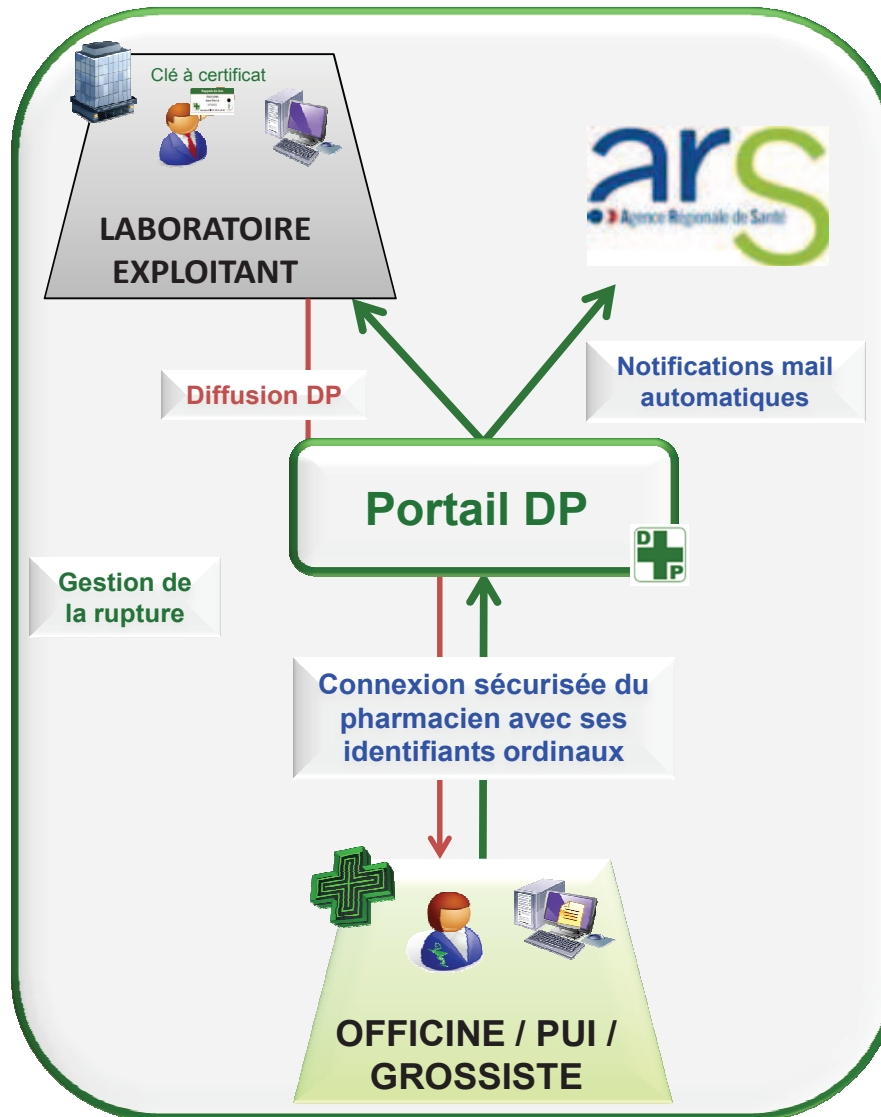 Clé à certificat
LABORATOIRE
EXPLOITANT
ars
Agence Régionale de Santé
Diffusion DP
Notifications mail
automatiques
Portail DP
D
P
Gestion de
la rupture
Connexion sécurisée du
pharmacien avec ses
identifiants ordinaux
OFFICINE / PUI /
GROSSISTE